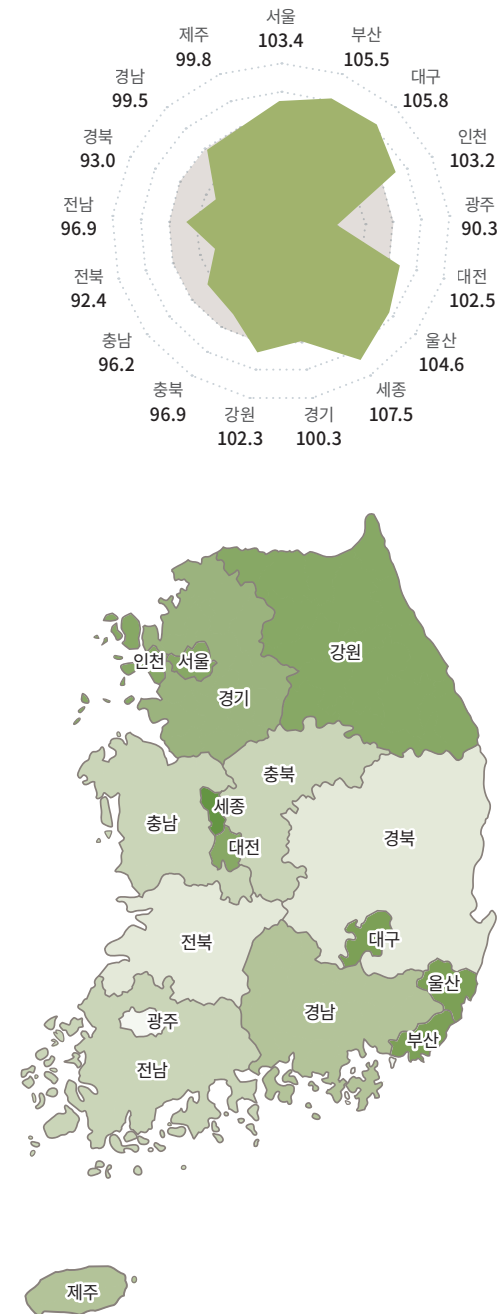 서울
103.4
부산
105.5
대구
105.8
인천
103.2
광주
90.3
대전
102.5
울산
104.6
세종
107.5
경기
100.3
강원
102.3
충북
96.9
충남
96.2
전북
92.4
전남
96.9
경북
93.0
경남
99.5
제주
99.8
강원
인천
서울
경기
충북
세종
충남
대전
경북
전북
대구
울산
경남
광주
부산
전남
제주